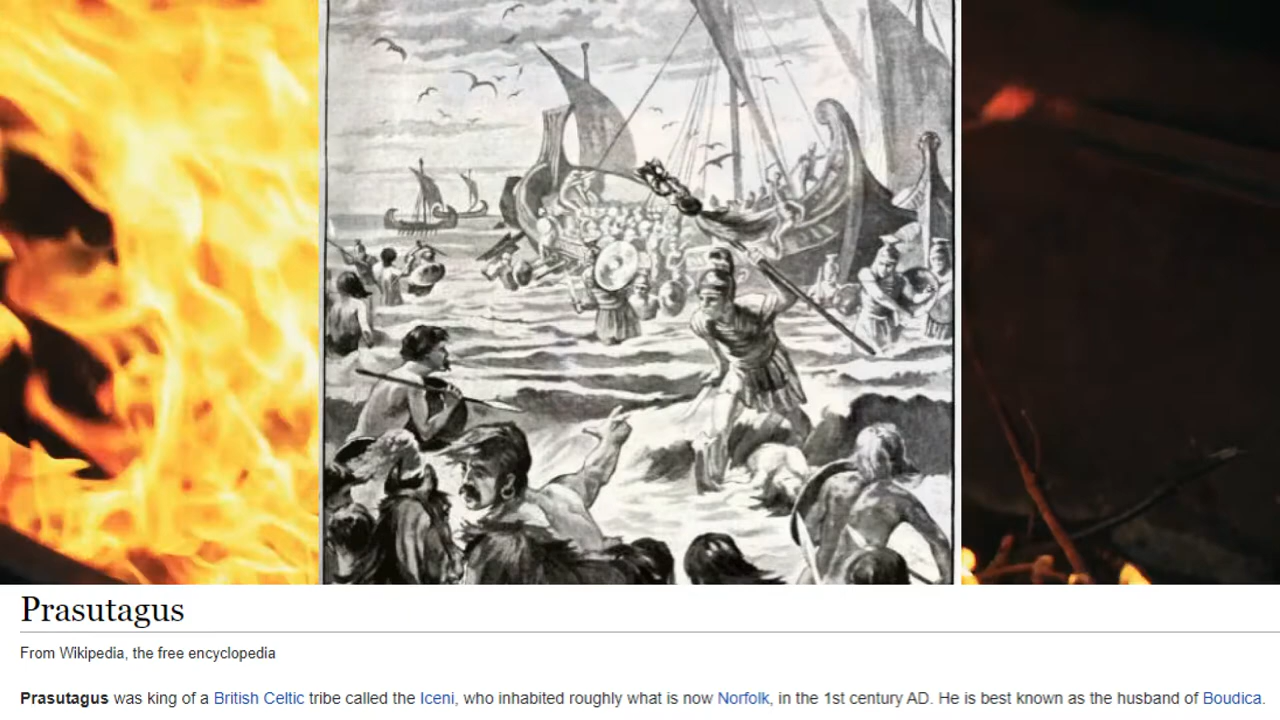 Prasutagus
From Wikipedia, the free encyclopedia
Prasutagus was king of a British Celtic tribe called the Iceni, who inhabited roughly what is now Norfolk, in the 1st century AD. He is best known as the husband of Boudica.